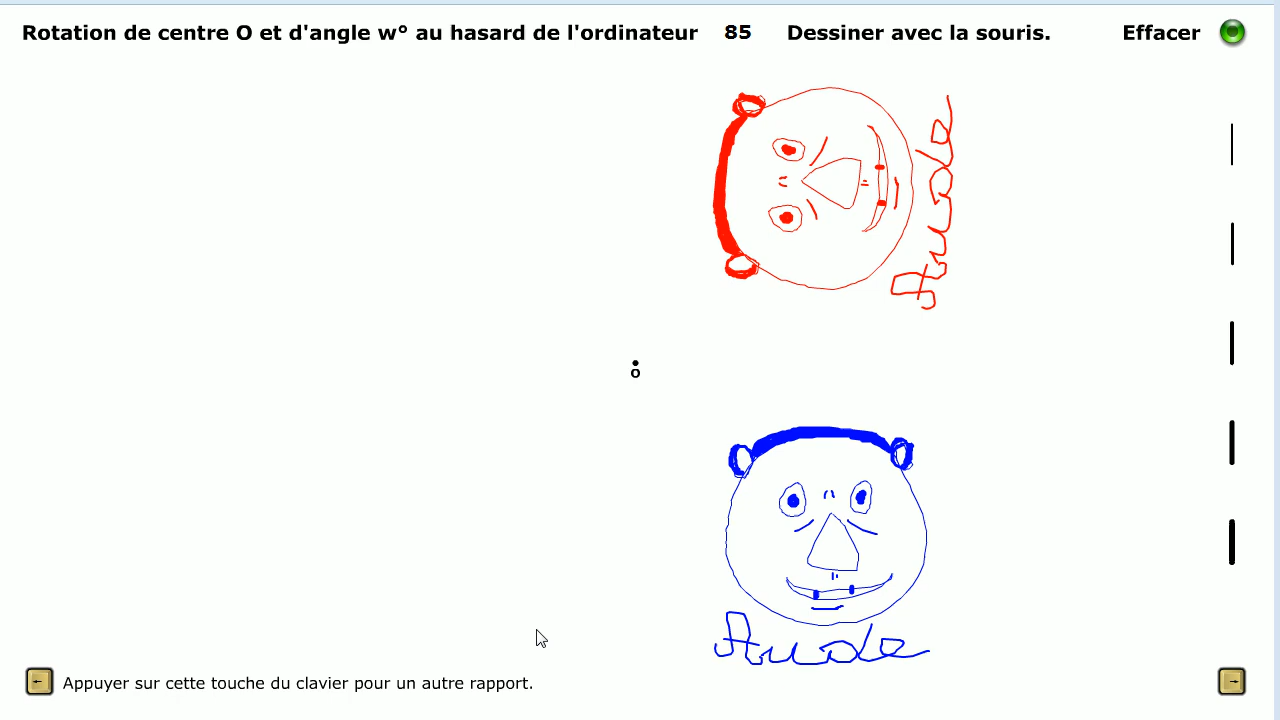 Rotation de centre O et d'angle w° au hasard de l'ordinateur 85 Dessiner avec la souris. Effacer
o
Appuyer sur cette touche du clavier pour un autre rapport.